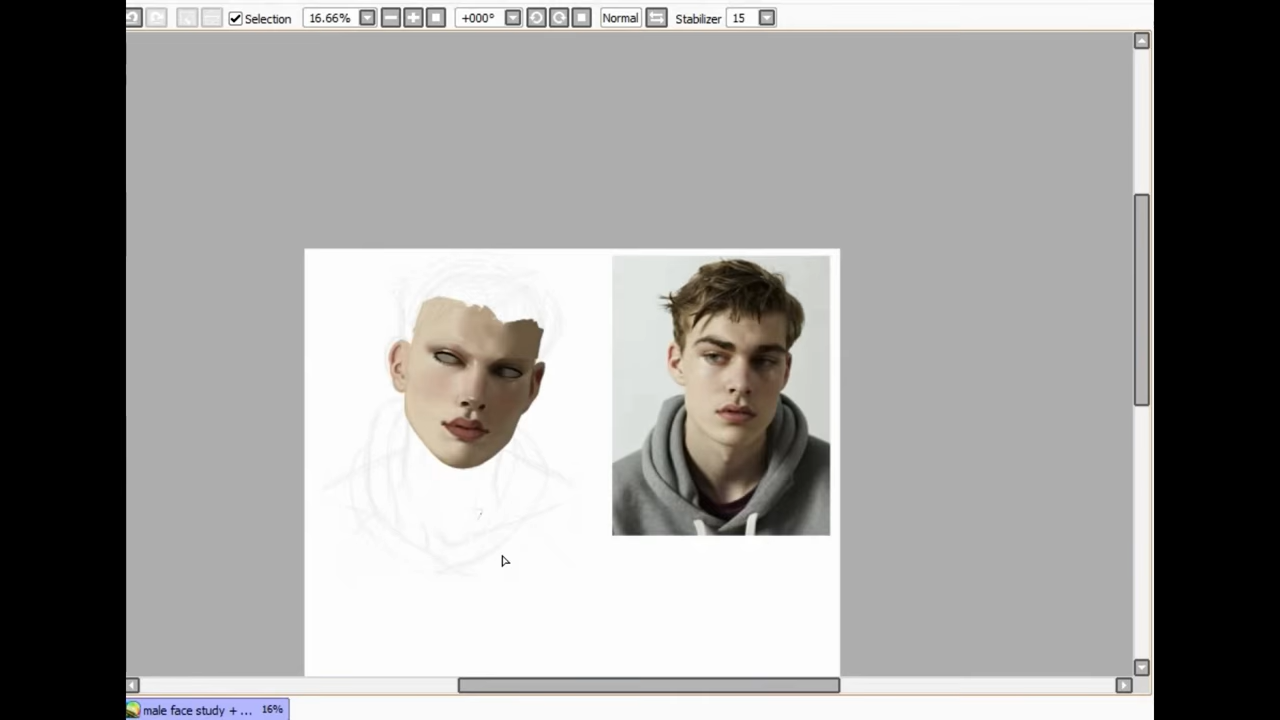 Selection 16.66% +000° Normal Stabilizer 15
male face study + ... 16%